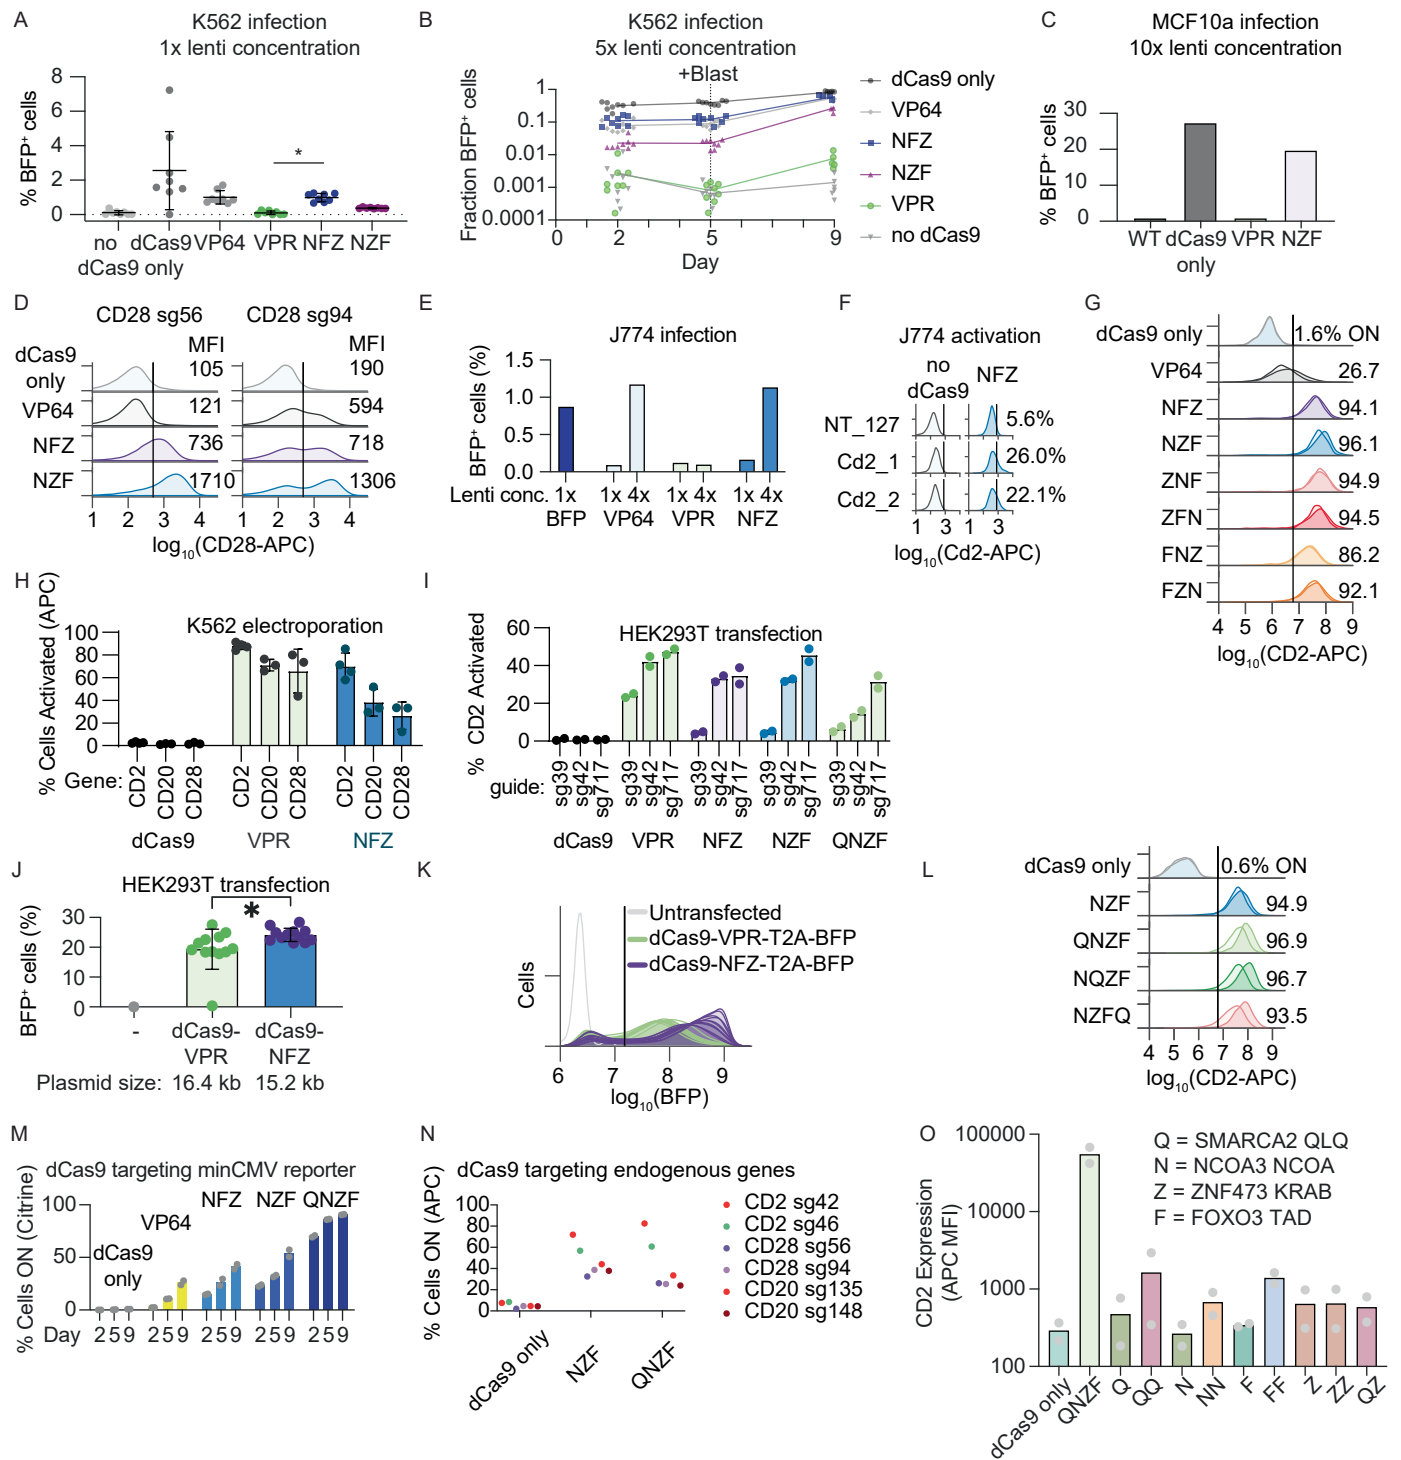 A
K562 infection
1x lenti concentration
% BFP⁺ cells
8
6
4
2
0
*
no dCas9
dCas9 only
VP64
VPR
NFZ
NZF
B
K562 infection
5x lenti concentration
+Blast
Fraction BFP⁺ cells
1
0.1
0.01
0.001
0.0001
0
2
5
9
Day
dCas9 only
VP64
NFZ
NZF
VPR
no dCas9
C
MCF10a infection
10x lenti concentration
% BFP⁺ cells
30
20
10
0
WT
dCas9 only
VPR
NZF
D
CD28 sg56
CD28 sg94
MFI
MFI
dCas9 only
105
190
VP64
121
594
NFZ
736
718
NZF
1710
1306
1 2 3 4
1 2 3 4
log₁₀(CD28-APC)
E
J774 infection
BFP⁺ cells (%)
1.5
1.0
0.5
0.0
Lenti conc.
1x
1x 4x
1x 4x
1x 4x
BFP
VP64
VPR
NFZ
F
J774 activation
no dCas9
NFZ
NT_127
5.6%
Cd2_1
26.0%
Cd2_2
22.1%
1 3
1 3
log₁₀(Cd2-APC)
G
dCas9 only
1.6% ON
VP64
26.7
NFZ
94.1
NZF
96.1
ZNF
94.9
ZFN
94.5
FNZ
86.2
FZN
92.1
4 5 6 7 8 9
log₁₀(CD2-APC)
H
K562 electroporation
% Cells Activated (APC)
100
80
60
40
20
0
Gene:
CD2
CD20
CD28
CD2
CD20
CD28
CD2
CD20
CD28
dCas9
VPR
NFZ
I
HEK293T transfection
% CD2 Activated
60
40
20
0
guide:
sg39
sg42
sg717
sg39
sg42
sg717
sg39
sg42
sg717
sg39
sg42
sg717
sg39
sg42
sg717
dCas9
VPR
NFZ
NZF
QNZF
J
HEK293T transfection
*
BFP⁺ cells (%)
30
20
10
0
-
dCas9-VPR
dCas9-NFZ
Plasmid size: 16.4 kb 15.2 kb
K
Untransfected
dCas9-VPR-T2A-BFP
dCas9-NFZ-T2A-BFP
Cells
6 7 8 9
log₁₀(BFP)
L
dCas9 only
0.6% ON
NZF
94.9
QNZF
96.9
NQZF
96.7
NZFQ
93.5
4 5 6 7 8 9
log₁₀(CD2-APC)
M
dCas9 targeting minCMV reporter
% Cells ON (Citrine)
100
50
0
dCas9 only
VP64
NFZ
NZF
QNZF
Day
2 5 9
2 5 9
2 5 9
2 5 9
2 5 9
N
dCas9 targeting endogenous genes
% Cells ON (APC)
100
80
60
40
20
0
dCas9 only
NZF
QNZF
CD2 sg42
CD2 sg46
CD28 sg56
CD28 sg94
CD20 sg135
CD20 sg148
O
CD2 Expression
(APC MFI)
100000
10000
1000
100
Q = SMARCA2 QLQ
N = NCOA3 NCOA
Z = ZNF473 KRAB
F = FOXO3 TAD
dCas9 only
QNZF
Q
QQ
N
NN
F
FF
Z
ZZ
QZ